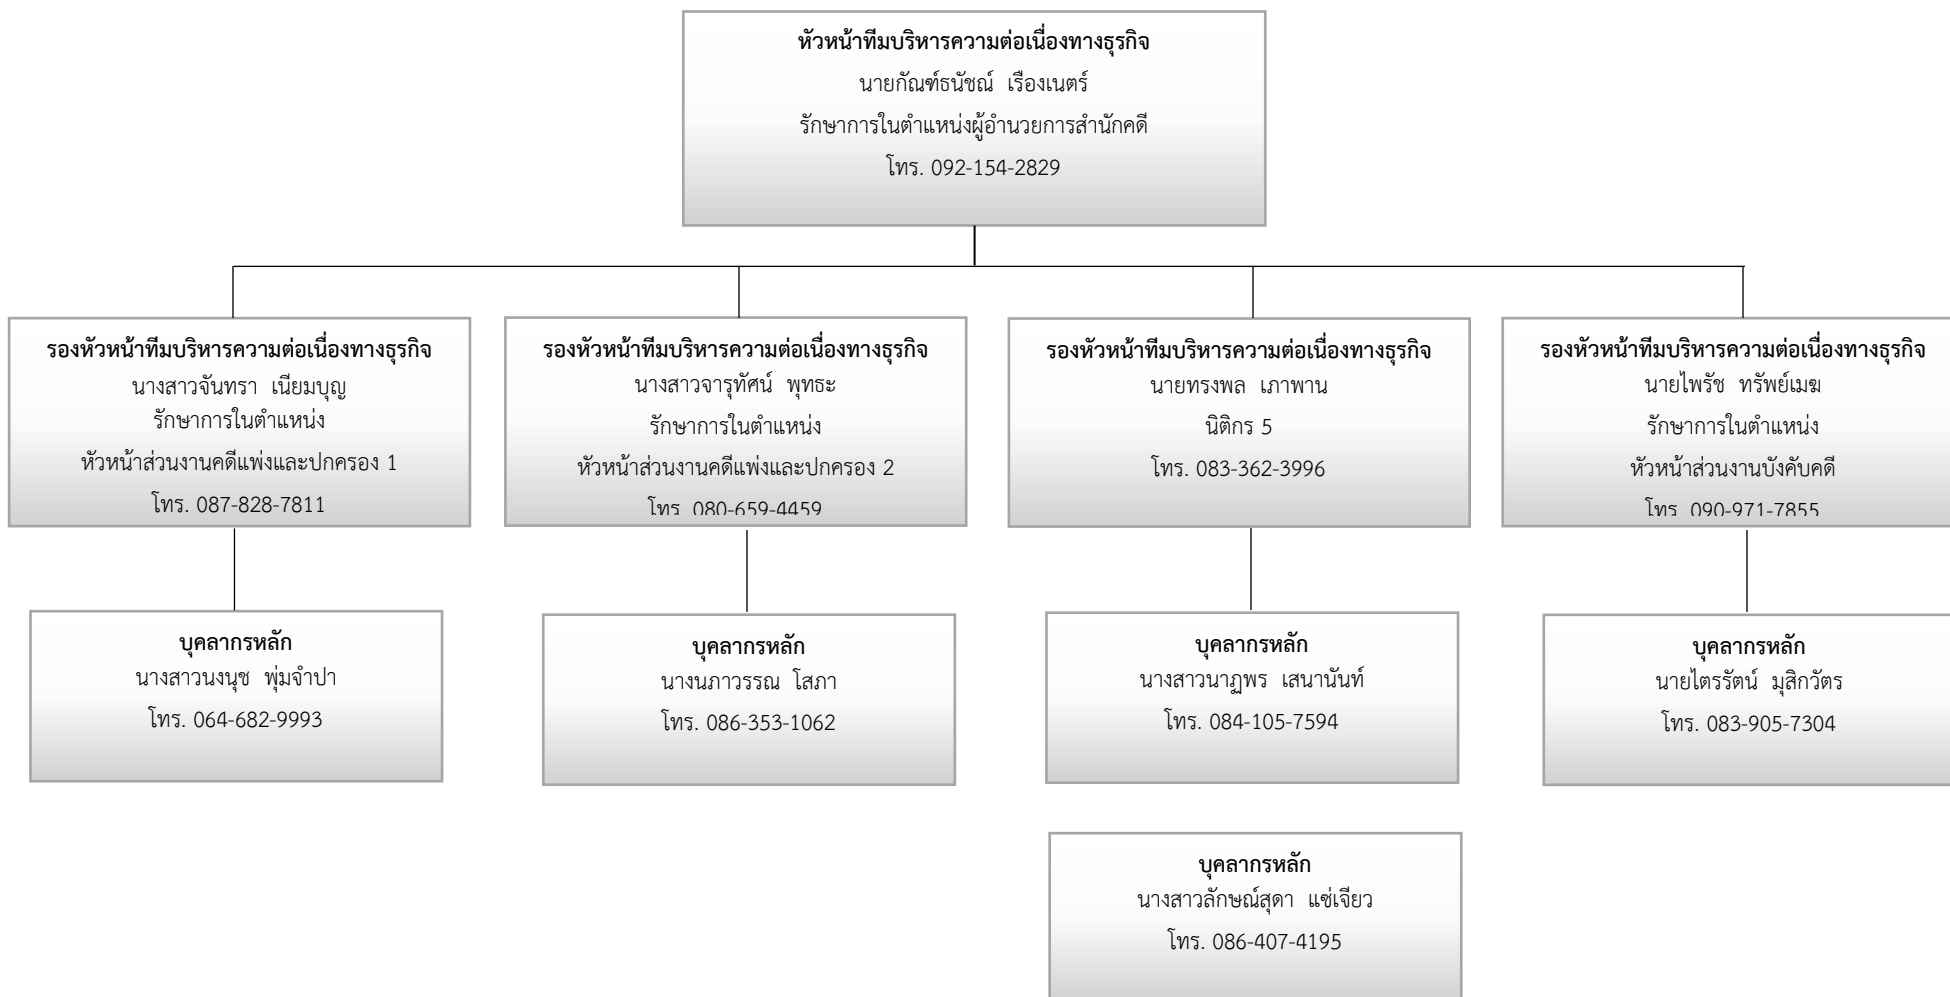 หัวหน้าทีมบริหารความต่อเนื่องทางธุรกิจ
นายกัณฑ์ธนัชณ์ เรืองเนตร์
รักษาการในตำแหน่งผู้อำนวยการสำนักคดี
โทร. 092-154-2829
รองหัวหน้าทีมบริหารความต่อเนื่องทางธุรกิจ
นางสาวจันทรา เนียมบุญ
รักษาการในตำแหน่ง
หัวหน้าส่วนงานคดีแพ่งและปกครอง 1
โทร. 087-828-7811
รองหัวหน้าทีมบริหารความต่อเนื่องทางธุรกิจ
นางสาวจารุทัศน์ พุทธะ
รักษาการในตำแหน่ง
หัวหน้าส่วนงานคดีแพ่งและปกครอง 2
โทร. 080-659-4459
รองหัวหน้าทีมบริหารความต่อเนื่องทางธุรกิจ
นายทรงพล เภาพาน
นิติกร 5
โทร. 083-362-3996
รองหัวหน้าทีมบริหารความต่อเนื่องทางธุรกิจ
นายไพรัช ทรัพย์เมฆ
รักษาการในตำแหน่ง
หัวหน้าส่วนงานบังคับคดี
โทร. 090-971-7855
บุคลากรหลัก
นางสาวนงนุช พุ่มจำปา
โทร. 064-682-9993
บุคลากรหลัก
นางนภาวรรณ โสภา
โทร. 086-353-1062
บุคลากรหลัก
นางสาวนาฏพร เสนานันท์
โทร. 084-105-7594
บุคลากรหลัก
นายไตรรัตน์ มุสิกวัตร
โทร. 083-905-7304
บุคลากรหลัก
นางสาวลักษณ์สุดา แซ่เจียว
โทร. 086-407-4195